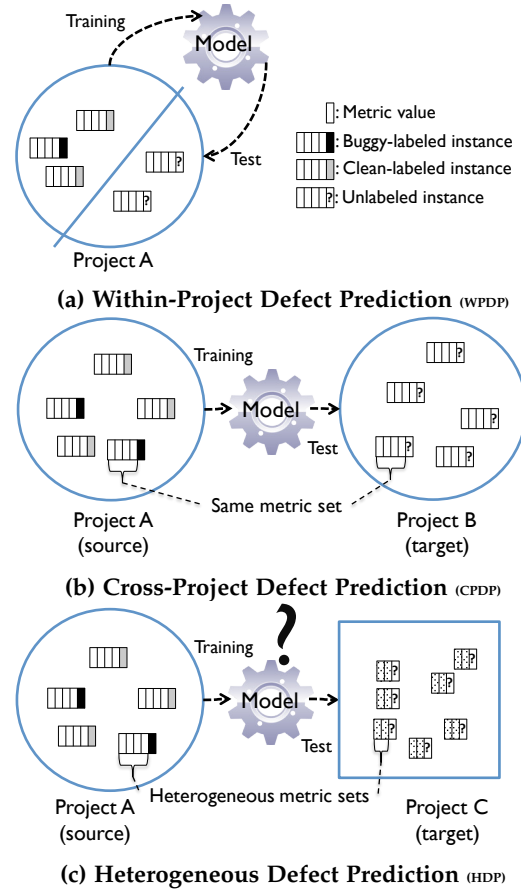 Training
Model
Test
: Metric value
: Buggy-labeled instance
: Clean-labeled instance
?
: Unlabeled instance
?
?
Project A
(a) Within-Project Defect Prediction (WPDP)
Training
Model
Test
?
?
?
?
?
Same metric set
Project A
(source)
Project B
(target)
(b) Cross-Project Defect Prediction (CPDP)
?
Training
Model
Test
?
?
?
?
?
?
?
Heterogeneous metric sets
Project A
(source)
Project C
(target)
(c) Heterogeneous Defect Prediction (HDP)